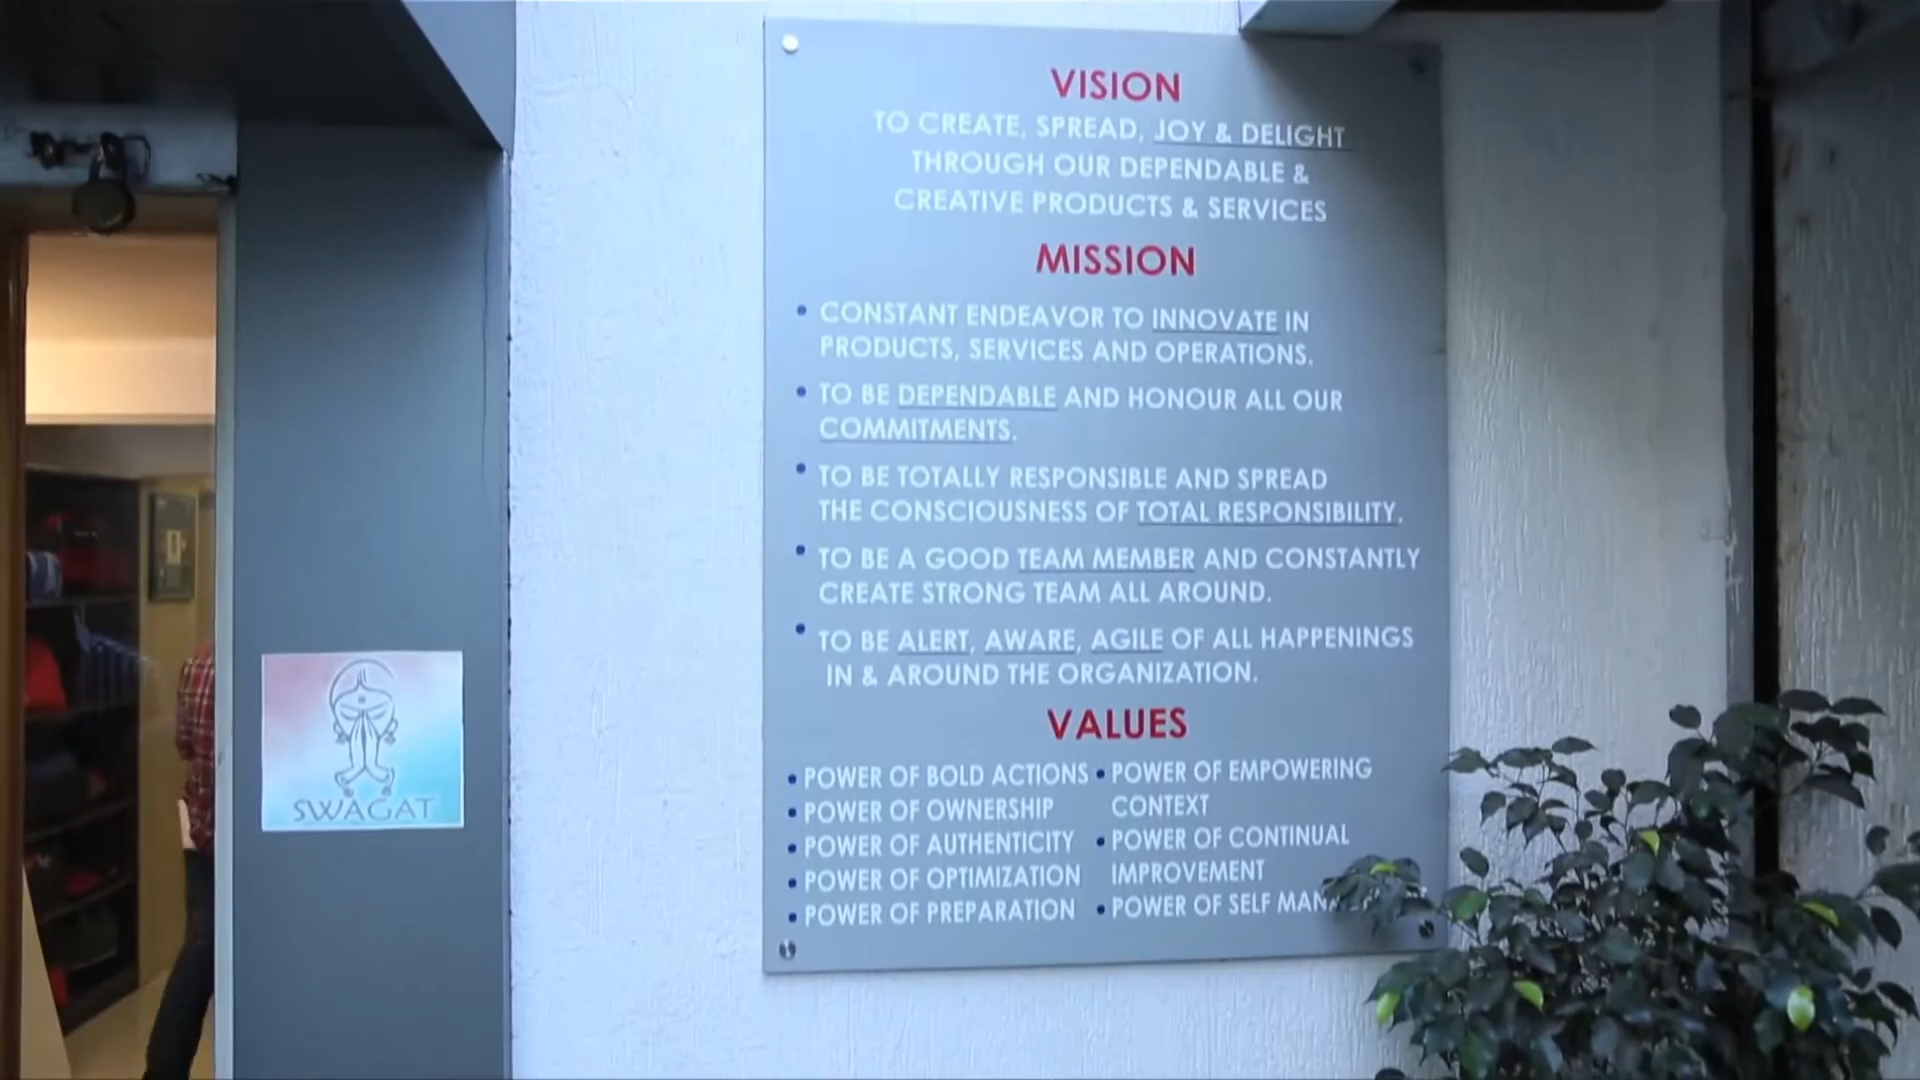 VISION
TO CREATE, SPREAD, JOY & DELIGHT
THROUGH OUR DEPENDABLE &
CREATIVE PRODUCTS & SERVICES
MISSION
• CONSTANT ENDEAVOR TO INNOVATE IN
PRODUCTS, SERVICES AND OPERATIONS.
• TO BE DEPENDABLE AND HONOUR ALL OUR
COMMITMENTS.
• TO BE TOTALLY RESPONSIBLE AND SPREAD
THE CONSCIOUSNESS OF TOTAL RESPONSIBILITY.
• TO BE A GOOD TEAM MEMBER AND CONSTANTLY
CREATE STRONG TEAM ALL AROUND.
• TO BE ALERT, AWARE, AGILE OF ALL HAPPENINGS
IN & AROUND THE ORGANIZATION.
VALUES
• POWER OF BOLD ACTIONS
• POWER OF OWNERSHIP
• POWER OF AUTHENTICITY
• POWER OF OPTIMIZATION
• POWER OF PREPARATION
• POWER OF EMPOWERING
CONTEXT
• POWER OF CONTINUAL
IMPROVEMENT
• POWER OF SELF
SWAGAT